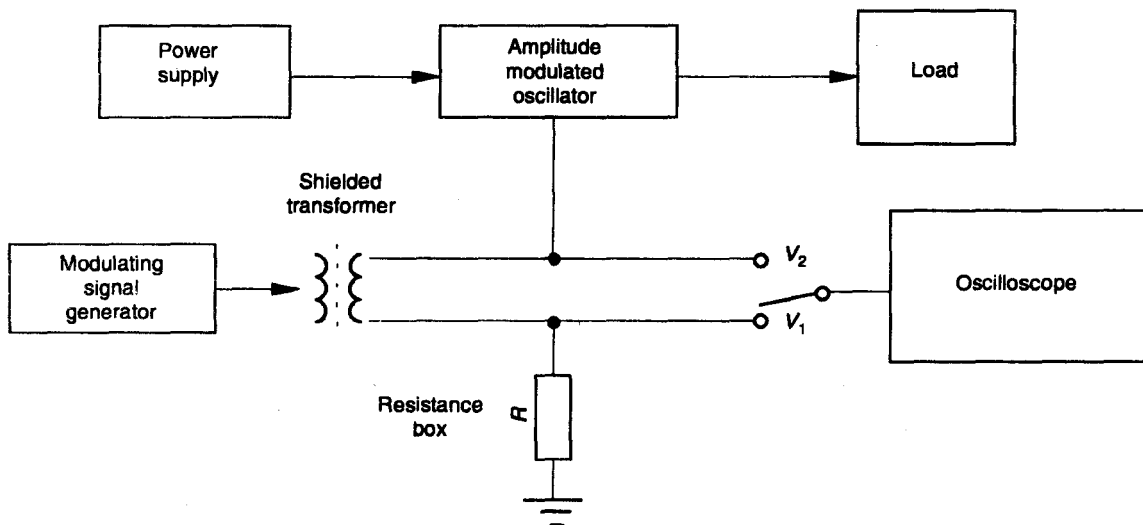 Power
supply
Amplitude
modulated
oscillator
Load
Shielded
transformer
Modulating
signal
generator
V2
V1
Oscilloscope
Resistance
box
R